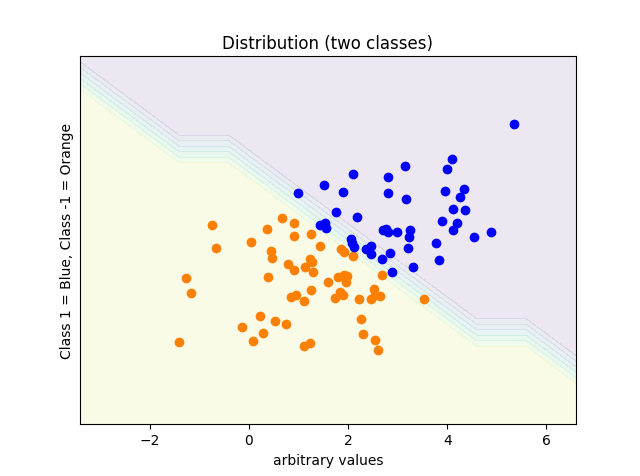 Distribution (two classes)
Class 1 = Blue, Class -1 = Orange
−2
0
2
4
6
arbitrary values